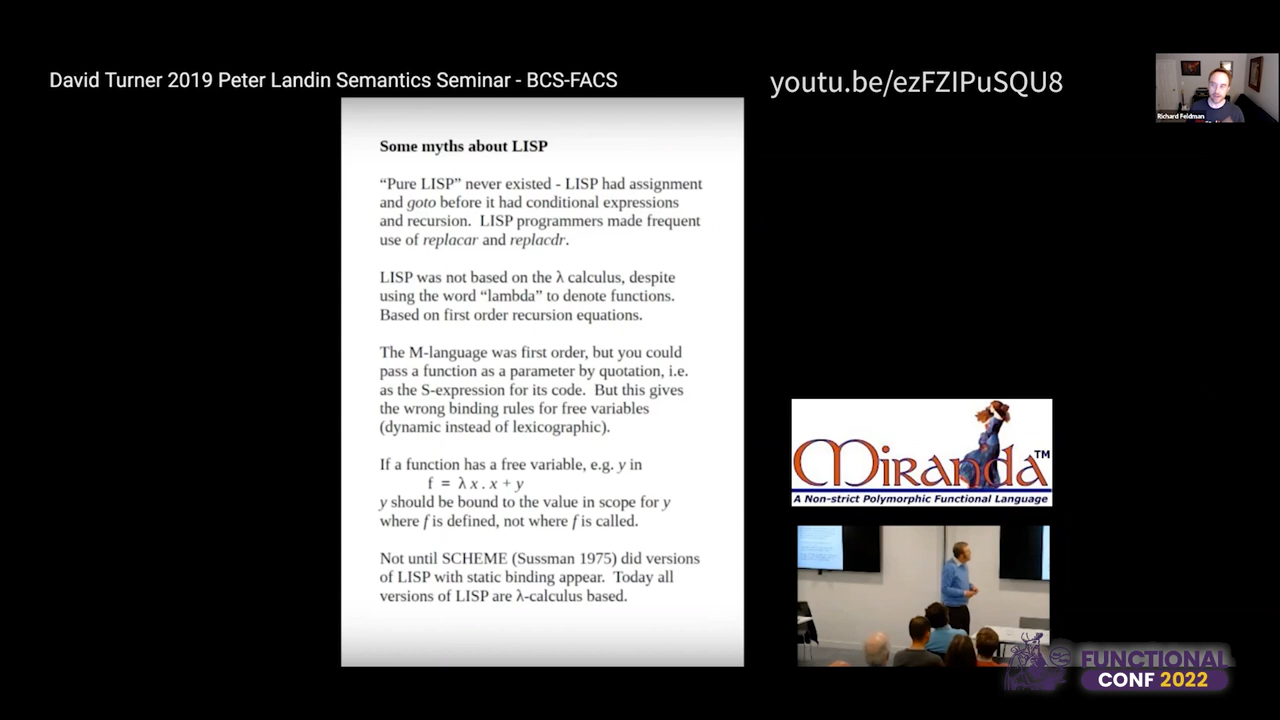 David Turner 2019 Peter Landin Semantics Seminar - BCS-FACS
youtu.be/ezFZIPuSQU8
Richard Feldman
Some myths about LISP
“Pure LISP” never existed - LISP had assignment
and goto before it had conditional expressions
and recursion. LISP programmers made frequent
use of replacar and replacdr.
LISP was not based on the λ calculus, despite
using the word “lambda” to denote functions.
Based on first order recursion equations.
The M-language was first order, but you could
pass a function as a parameter by quotation, i.e.
as the S-expression for its code. But this gives
the wrong binding rules for free variables
(dynamic instead of lexicographic).
If a function has a free variable, e.g. y in
f = λ x . x + y
y should be bound to the value in scope for y
where f is defined, not where f is called.
Not until SCHEME (Sussman 1975) did versions
of LISP with static binding appear. Today all
versions of LISP are λ-calculus based.
Miranda™
A Non-strict Polymorphic Functional Language
FUNCTIONAL
CONF 2022